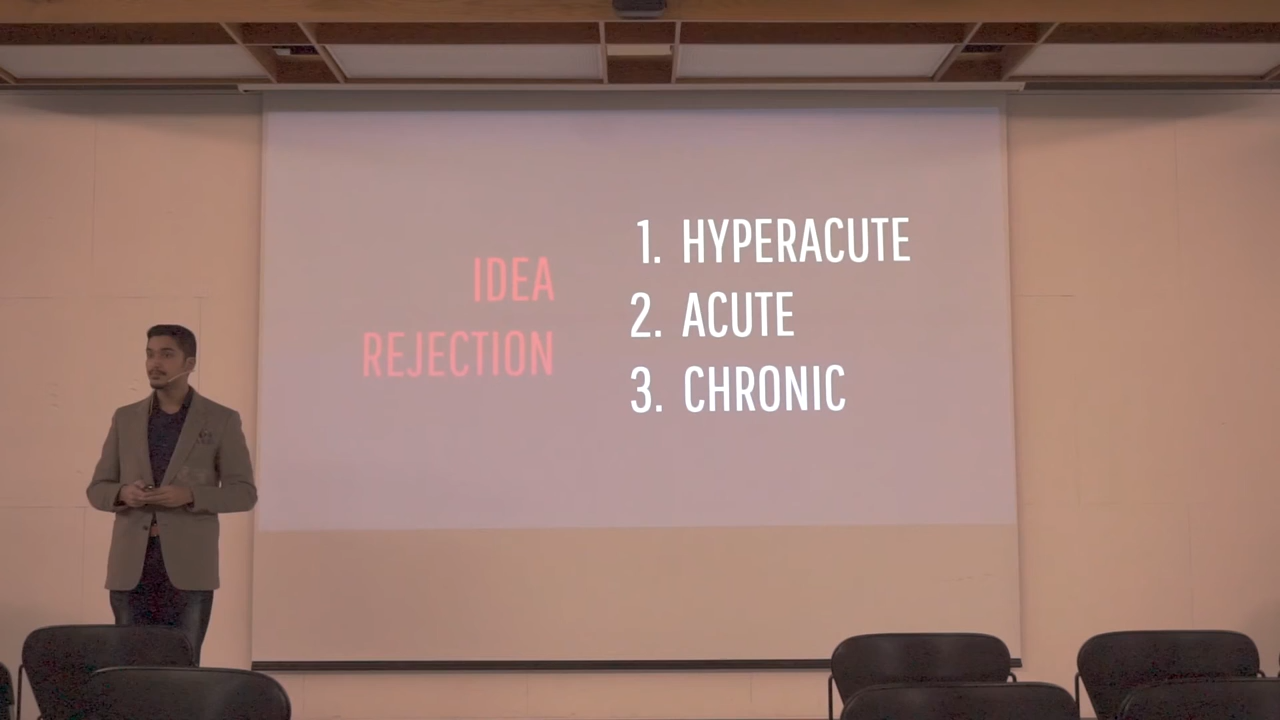 IDEA
REJECTION
1. HYPERACUTE
2. ACUTE
3. CHRONIC